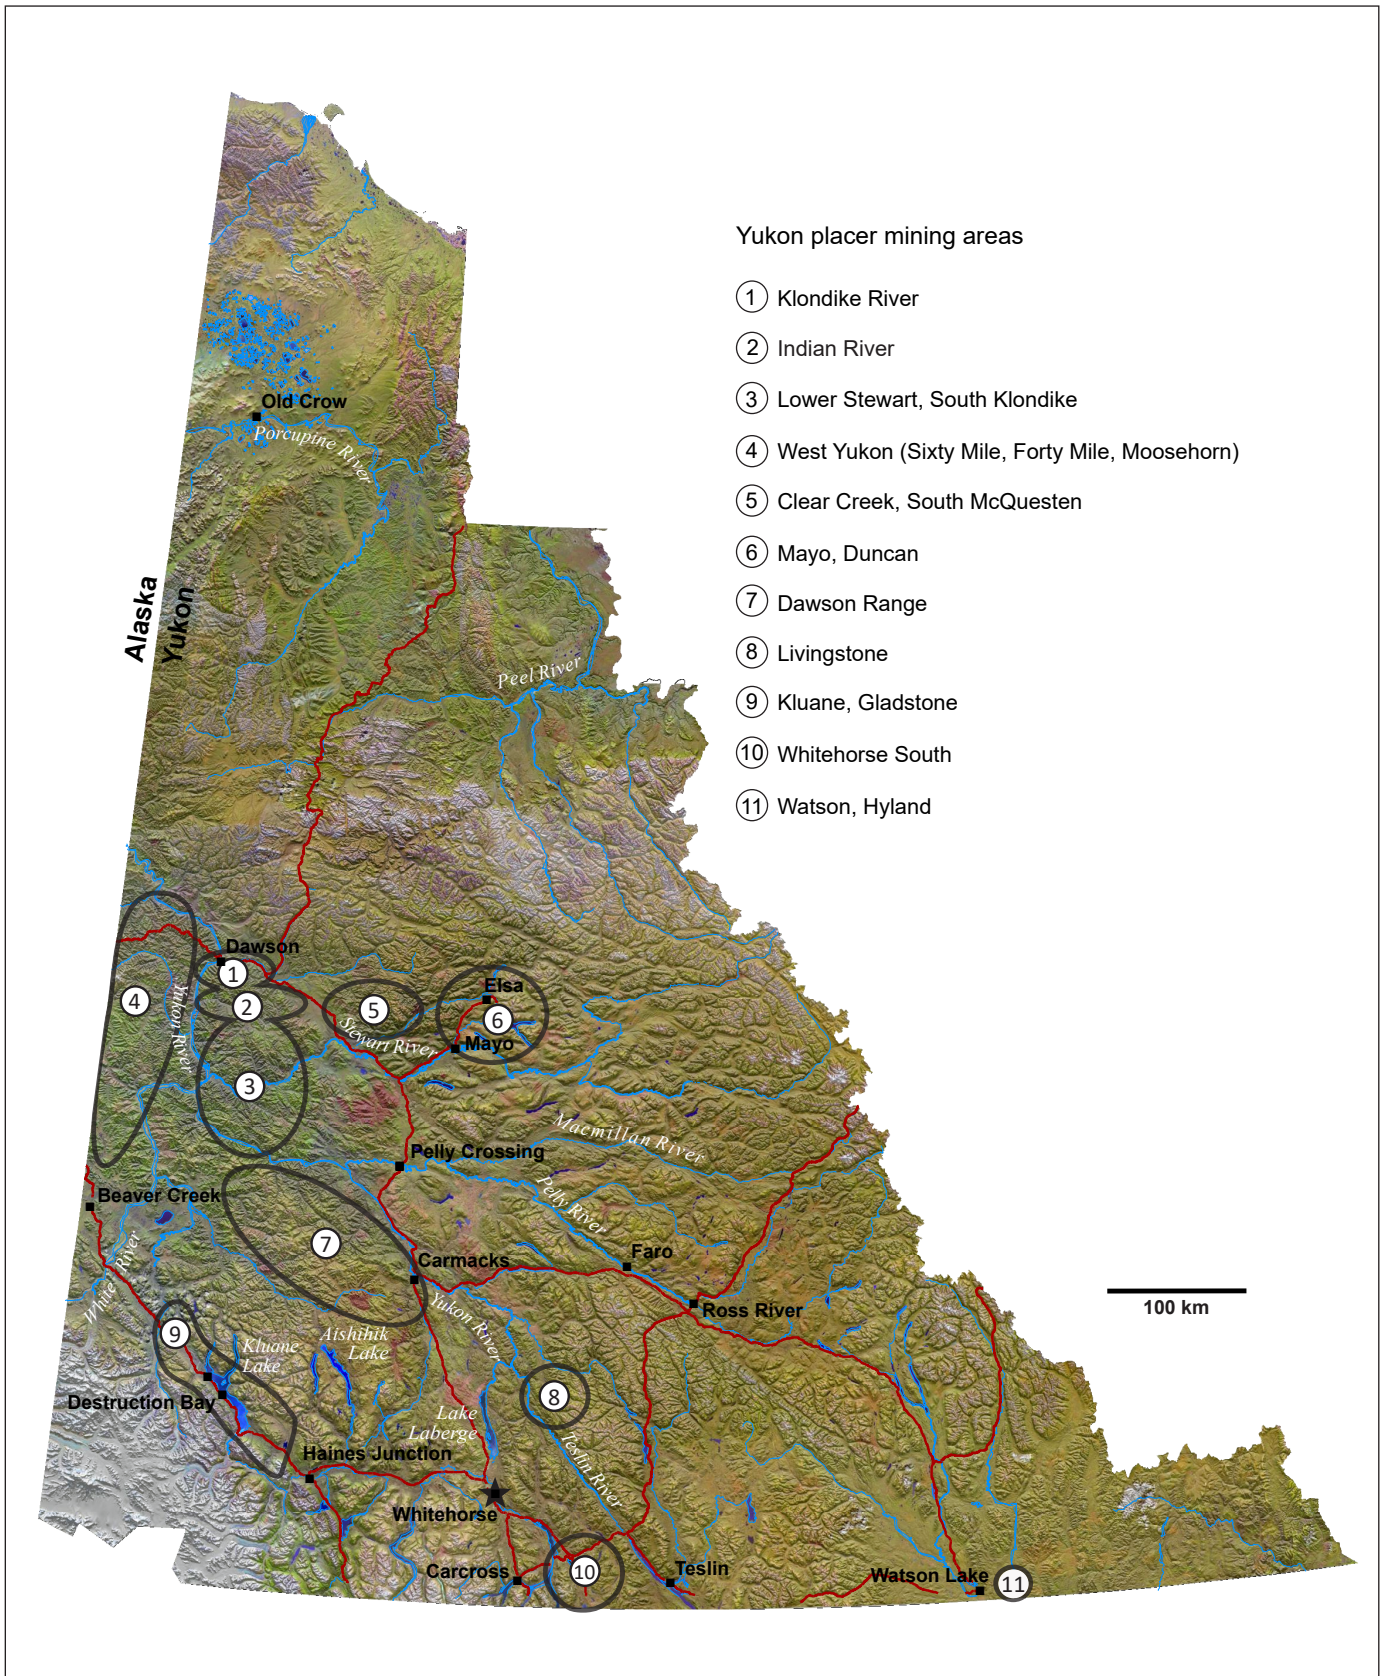 Yukon placer mining areas
1 Klondike River
2 Indian River
3 Lower Stewart, South Klondike
4 West Yukon (Sixty Mile, Forty Mile, Moosehorn)
5 Clear Creek, South McQuesten
6 Mayo, Duncan
7 Dawson Range
8 Livingstone
9 Kluane, Gladstone
10 Whitehorse South
11 Watson, Hyland
Old Crow
Porcupine River
Alaska
Yukon
Peel River
Dawson
1
2
3
4
Yukon River
5
Stewart River
Elsa
6
Mayo
Macmillan River
Pelly Crossing
Pelly River
Beaver Creek
White River
7
Carmacks
Faro
Ross River
100 km
Yukon River
9
Kluane
Lake
Aishihik
Lake
Destruction Bay
8
Lake
Laberge
Teslin River
Haines Junction
Whitehorse
Carcross
10
Teslin
Watson Lake
11